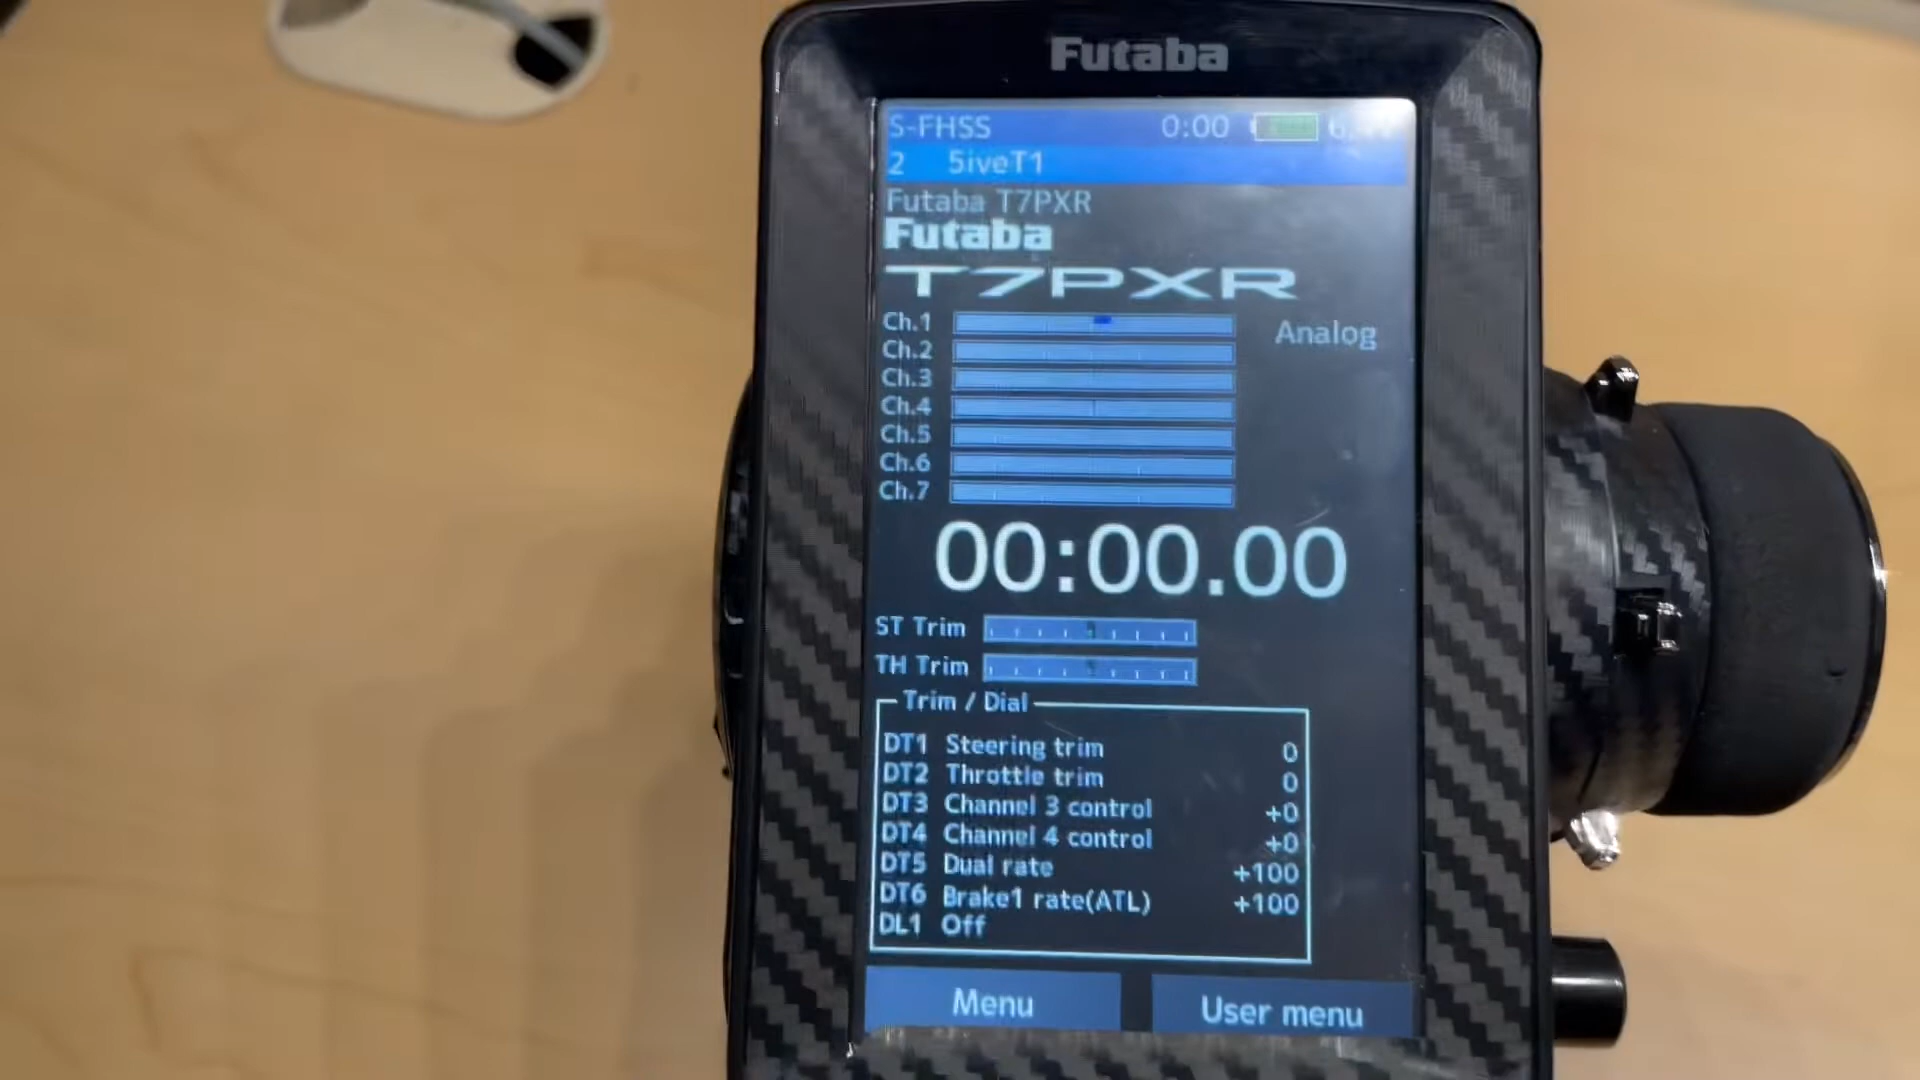 Futaba
S-FHSS 0:00
2 5iveT1
Futaba T7PXR
Futaba
T7PXR
Ch.1 Analog
Ch.2
Ch.3
Ch.4
Ch.5
Ch.6
Ch.7
00:00.00
ST Trim
TH Trim
Trim / Dial
DT1 Steering trim 0
DT2 Throttle trim 0
DT3 Channel 3 control +0
DT4 Channel 4 control +0
DT5 Dual rate +100
DT6 Brake1 rate(ATL) +100
DL1 Off
Menu User menu